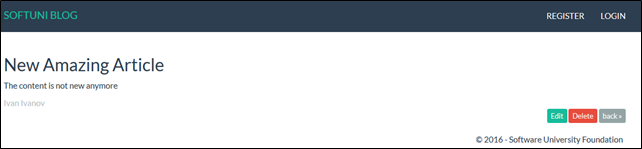 SOFTUNI BLOG REGISTER LOGIN
New Amazing Article
The content is not new anymore
Ivan Ivanov
Edit Delete back »
© 2016 - Software University Foundation